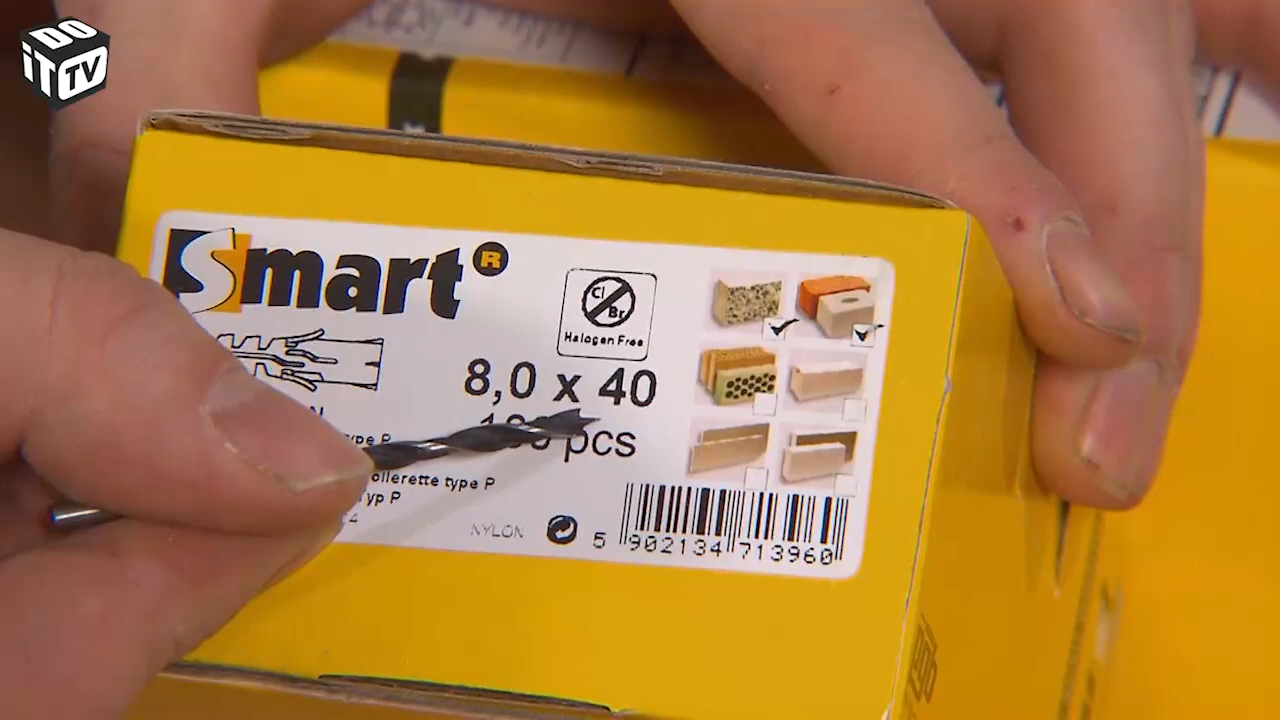 DO
iT TV
Smart R
Cl
Br
Halogen Free
8,0 x 40
pcs
ype P
ollerette type P
yp P
NYLON
5 902134 713960